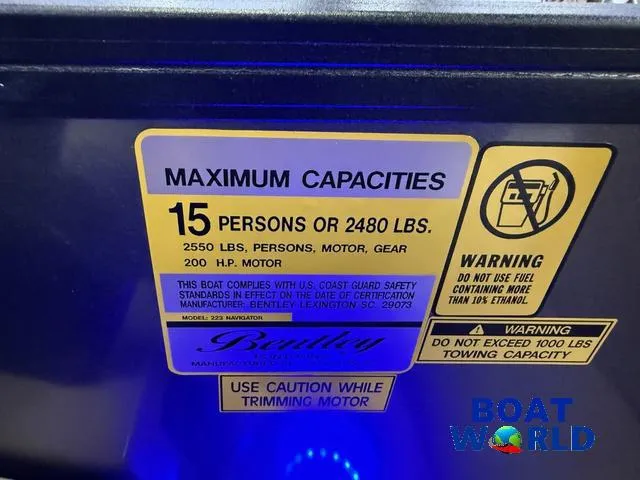 MAXIMUM CAPACITIES
15 PERSONS OR 2480 LBS.
2550 LBS, PERSONS, MOTOR, GEAR
200 H.P. MOTOR
THIS BOAT COMPLIES WITH U.S. COAST GUARD SAFETY
STANDARDS IN EFFECT ON THE DATE OF CERTIFICATION
MANUFACTURER: BENTLEY LEXINGTON SC. 29073
MODEL: 223 NAVIGATOR
Bentley
USE CAUTION WHILE
TRIMMING MOTOR
WARNING
DO NOT USE FUEL
CONTAINING MORE
THAN 10% ETHANOL.
WARNING
DO NOT EXCEED 1000 LBS
TOWING CAPACITY
BOAT
WORLD